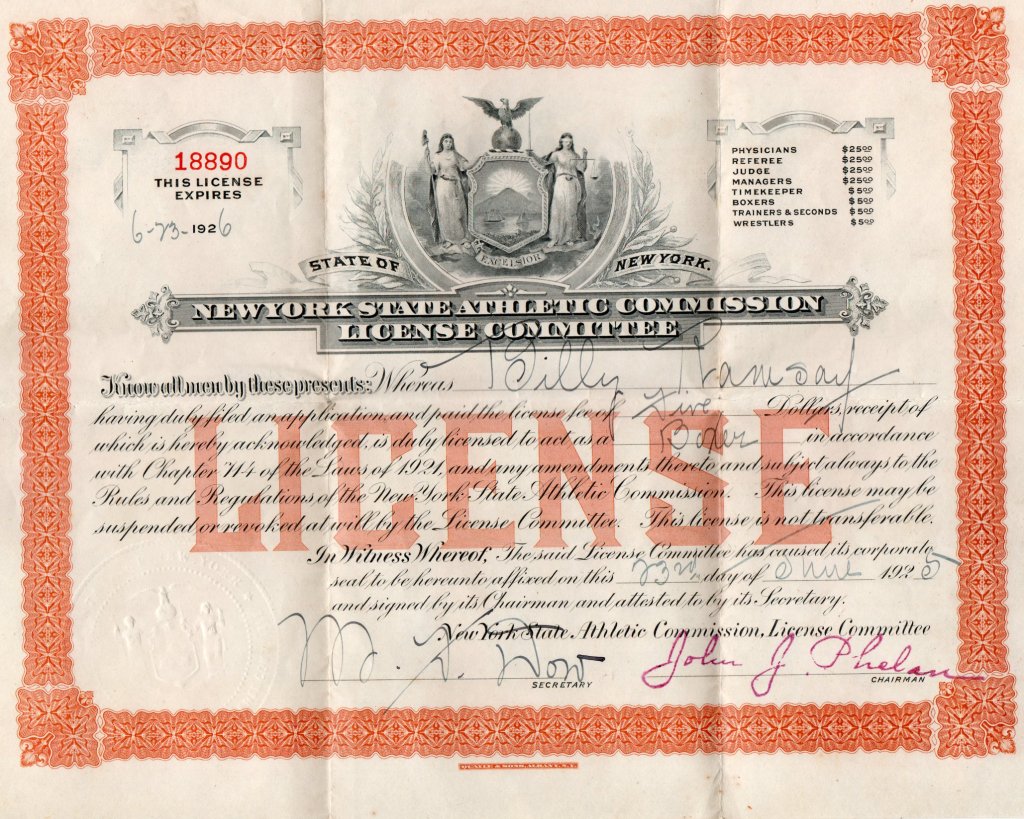 18890
THIS LICENSE
EXPIRES
6-23-1926
PHYSICIANS $25.00
REFEREE $25.00
JUDGE $25.00
MANAGERS $25.00
TIMEKEEPER $5.00
BOXERS $5.00
TRAINERS & SECONDS $5.00
WRESTLERS $5.00
EXCELSIOR
STATE OF NEW YORK.
NEW YORK STATE ATHLETIC COMMISSION
LICENSE COMMITTEE
Know all men by these presents: Whereas Billy Ramsay
having duly filed an application, and paid the license fee of Five Dollars, receipt of
which is hereby acknowledged, is duly licensed to act as a Boxer in accordance
with Chapter 714 of the Laws of 1921, and any amendments thereto and subject always to the
Rules and Regulations of the New York State Athletic Commission. This license may be
suspended or revoked at will by the License Committee. This license is not transferable.
LICENSE
In Witness Whereof, The said License Committee has caused its corporate
seal to be hereunto affixed on this 23rd day of June 1925
and signed by its Chairman and attested to by its Secretary.
New York State Athletic Commission, License Committee
M. D. Dow John J. Phelan
SECRETARY CHAIRMAN
QUAYLE & SONS, ALBANY, N.Y.